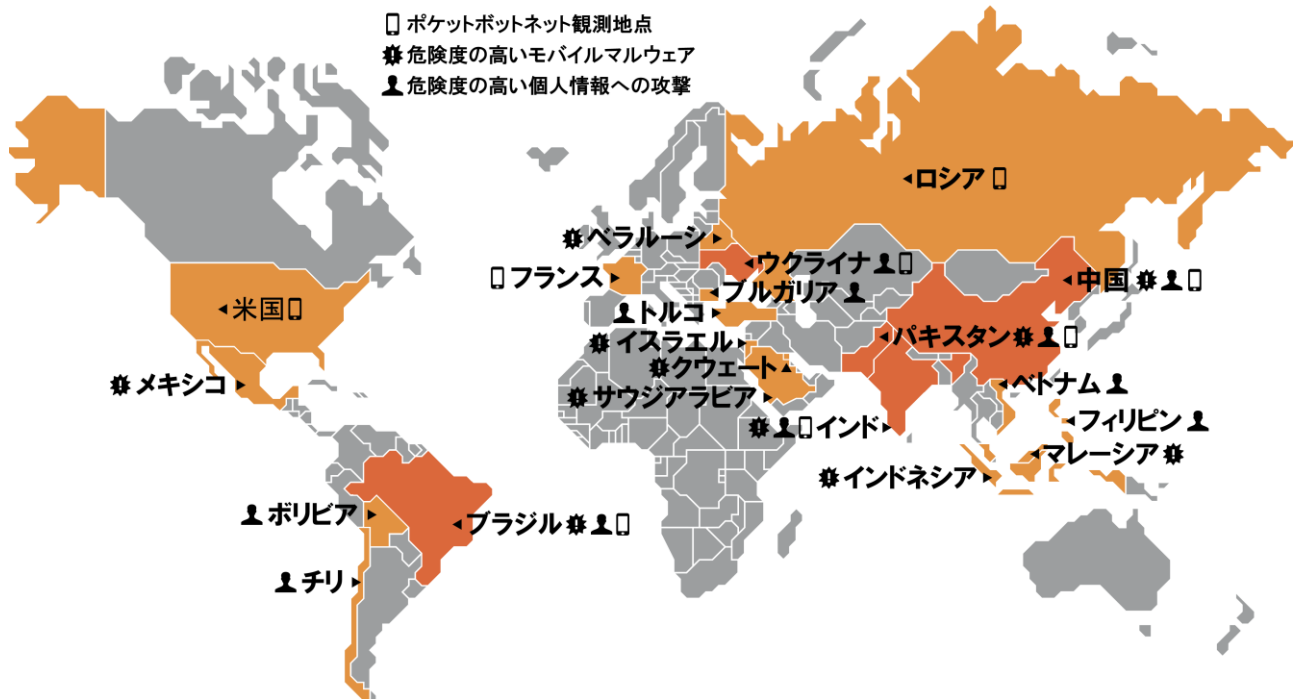 ポケットボットネット観測地点
危険度の高いモバイルマルウェア
危険度の高い個人情報への攻撃
ロシア
ベラルーシ
ウクライナ
中国
フランス
ブルガリア
米国
トルコ
パキスタン
イスラエル
クウェート
メキシコ
ベトナム
サウジアラビア
フィリピン
インド
マレーシア
インドネシア
ボリビア
ブラジル
チリ